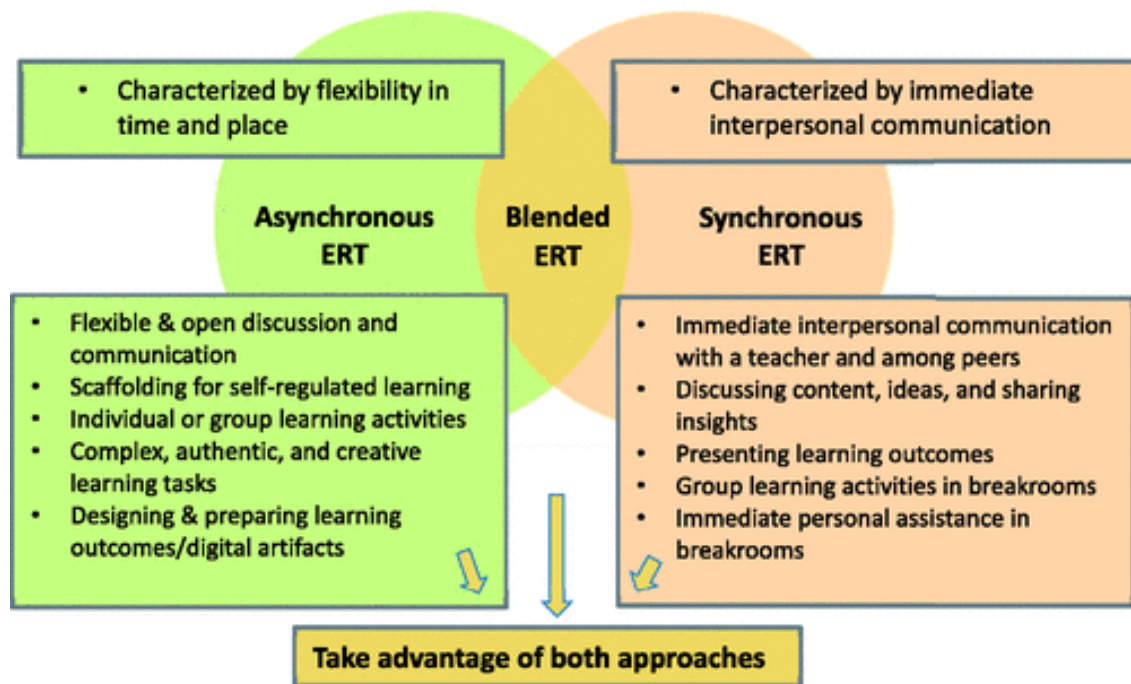 • Characterized by flexibility in
time and place
• Characterized by immediate
interpersonal communication
Asynchronous
ERT
Blended
ERT
Synchronous
ERT
• Flexible & open discussion and
communication
• Scaffolding for self-regulated learning
• Individual or group learning activities
• Complex, authentic, and creative
learning tasks
• Designing & preparing learning
outcomes/digital artifacts
• Immediate interpersonal communication
with a teacher and among peers
• Discussing content, ideas, and sharing
insights
• Presenting learning outcomes
• Group learning activities in breakrooms
• Immediate personal assistance in
breakrooms
Take advantage of both approaches